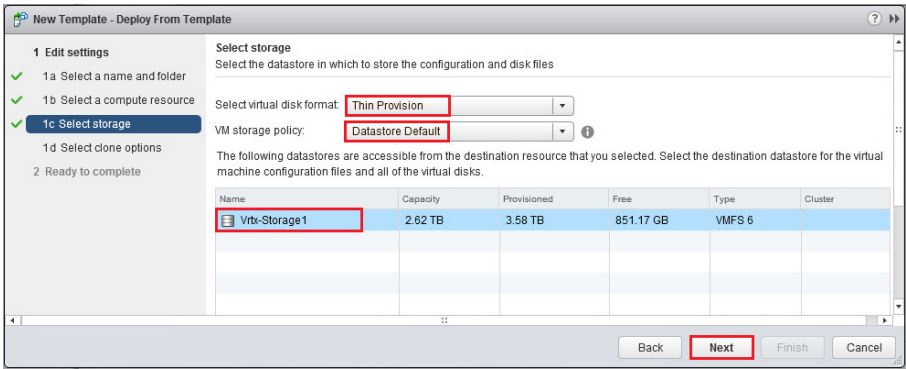 New Template - Deploy From Template
1 Edit settings
1a Select a name and folder
1b Select a compute resource
1c Select storage
1d Select clone options
2 Ready to complete
Select storage
Select the datastore in which to store the configuration and disk files
Select virtual disk format: Thin Provision
VM storage policy: Datastore Default
The following datastores are accessible from the destination resource that you selected. Select the destination datastore for the virtual
machine configuration files and all of the virtual disks.
Name Capacity Provisioned Free Type Cluster
Vrtx-Storage1 2.62 TB 3.58 TB 851.17 GB VMFS 6
Back Next Finish Cancel